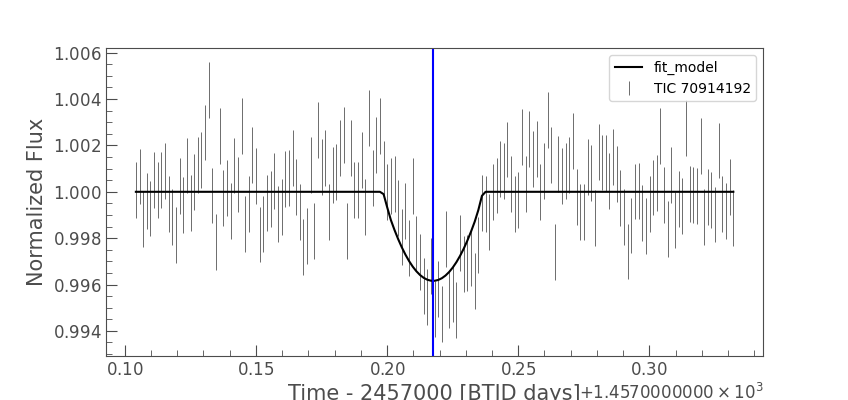 1.006
1.004
1.002
1.000
0.998
0.996
0.994
Normalized Flux
fit_model
TIC 70914192
0.10 0.15 0.20 0.25 0.30
Time - 2457000 [BTJD days]
+1.4570000000 × 10³